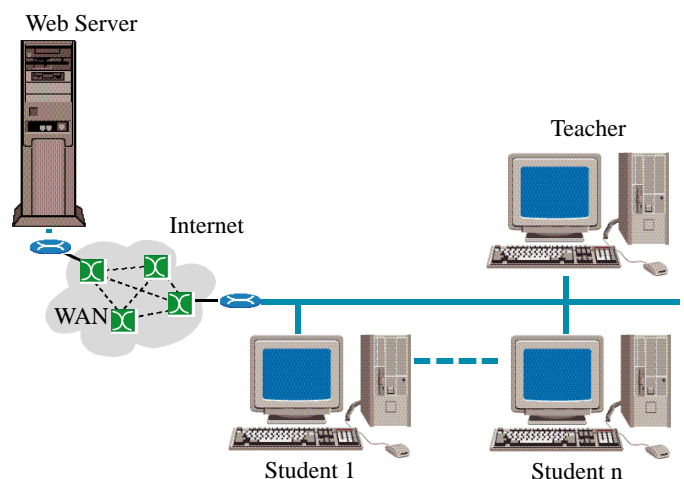 Web Server
Teacher
Internet
WAN
Student 1
Student n